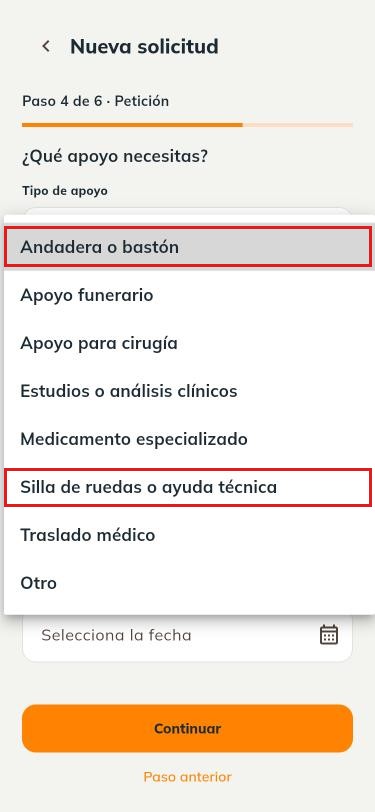 Nueva solicitud
Paso 4 de 6 · Petición
¿Qué apoyo necesitas?
Tipo de apoyo
Andadera o bastón
Apoyo funerario
Apoyo para cirugía
Estudios o análisis clínicos
Medicamento especializado
Silla de ruedas o ayuda técnica
Traslado médico
Otro
Selecciona la fecha
Continuar
Paso anterior